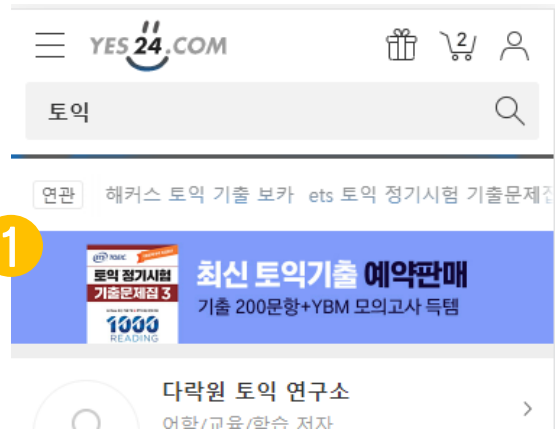 YES24.COM
2
토익
연관 해커스 토익 기출 보카 ets 토익 정기시험 기출문제집
1
ETS TOEIC
토익 정기시험
기출문제집 3
1000
READING
최신 토익기출 예약판매
기출 200문항+YBM 모의고사 득템
다락원 토익 연구소
어학/교육/학습 저자